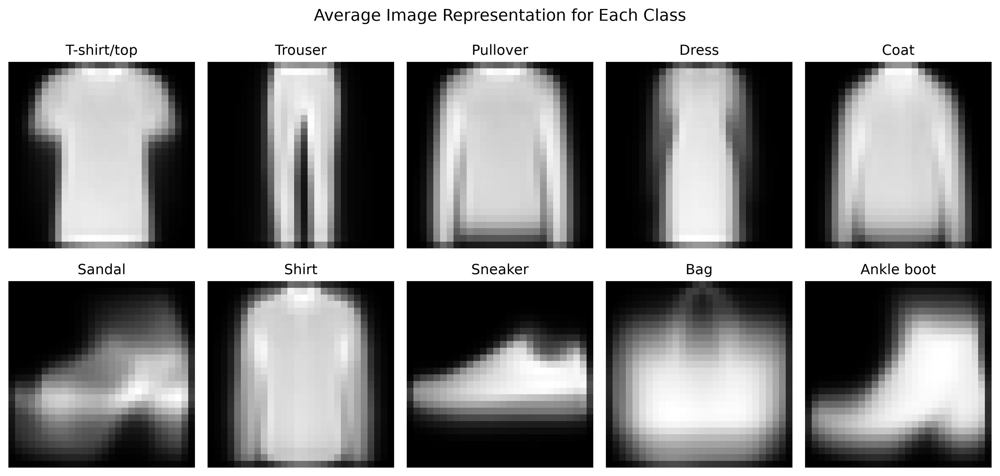 Average Image Representation for Each Class
T-shirt/top
Trouser
Pullover
Dress
Coat
Sandal
Shirt
Sneaker
Bag
Ankle boot